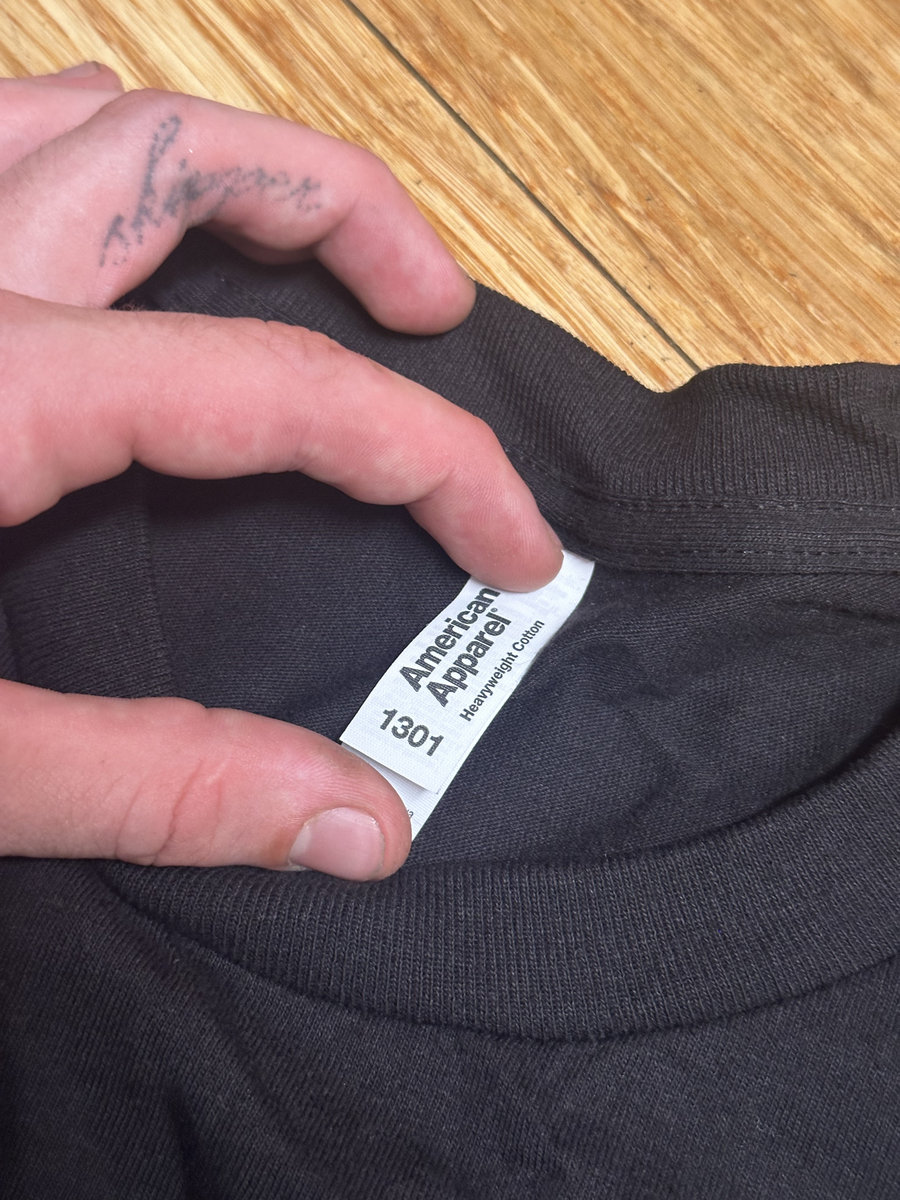 American
Apparel®
Heavyweight Cotton
1301